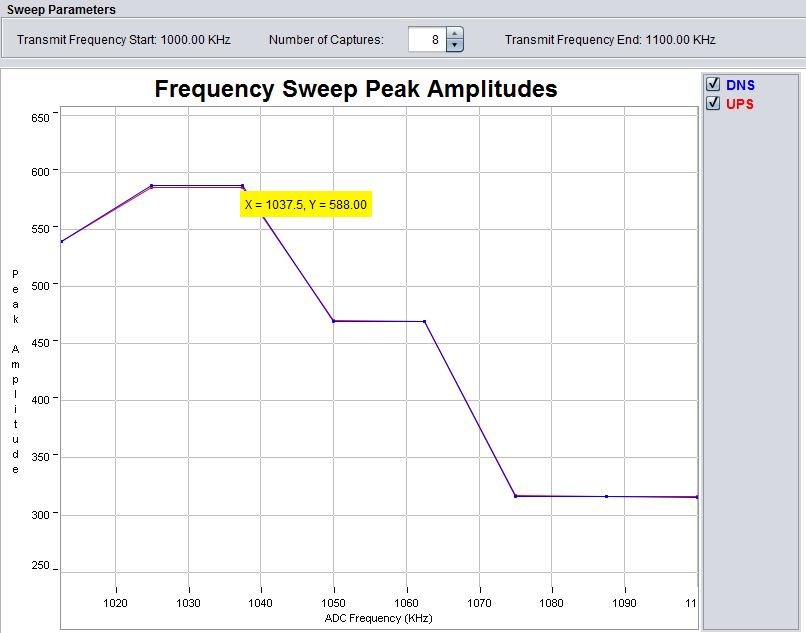 Sweep Parameters
Transmit Frequency Start: 1000.00 KHz Number of Captures: 8 Transmit Frequency End: 1100.00 KHz
Frequency Sweep Peak Amplitudes
DNS
UPS
650
600
550
500
450
400
350
300
250
Peak Amplitude
X = 1037.5, Y = 588.00
1020 1030 1040 1050 1060 1070 1080 1090 11
ADC Frequency (KHz)